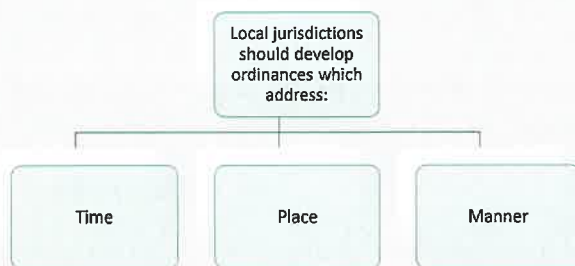 Local jurisdictions
should develop
ordinances which
address:
Time
Place
Manner